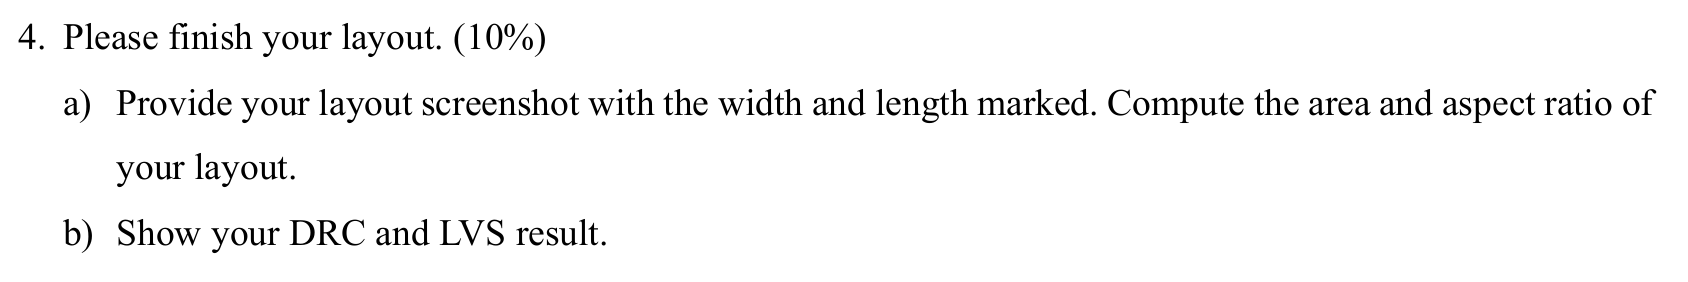 4. Please finish your layout. (10%)
a) Provide your layout screenshot with the width and length marked. Compute the area and aspect ratio of
your layout.
b) Show your DRC and LVS result.